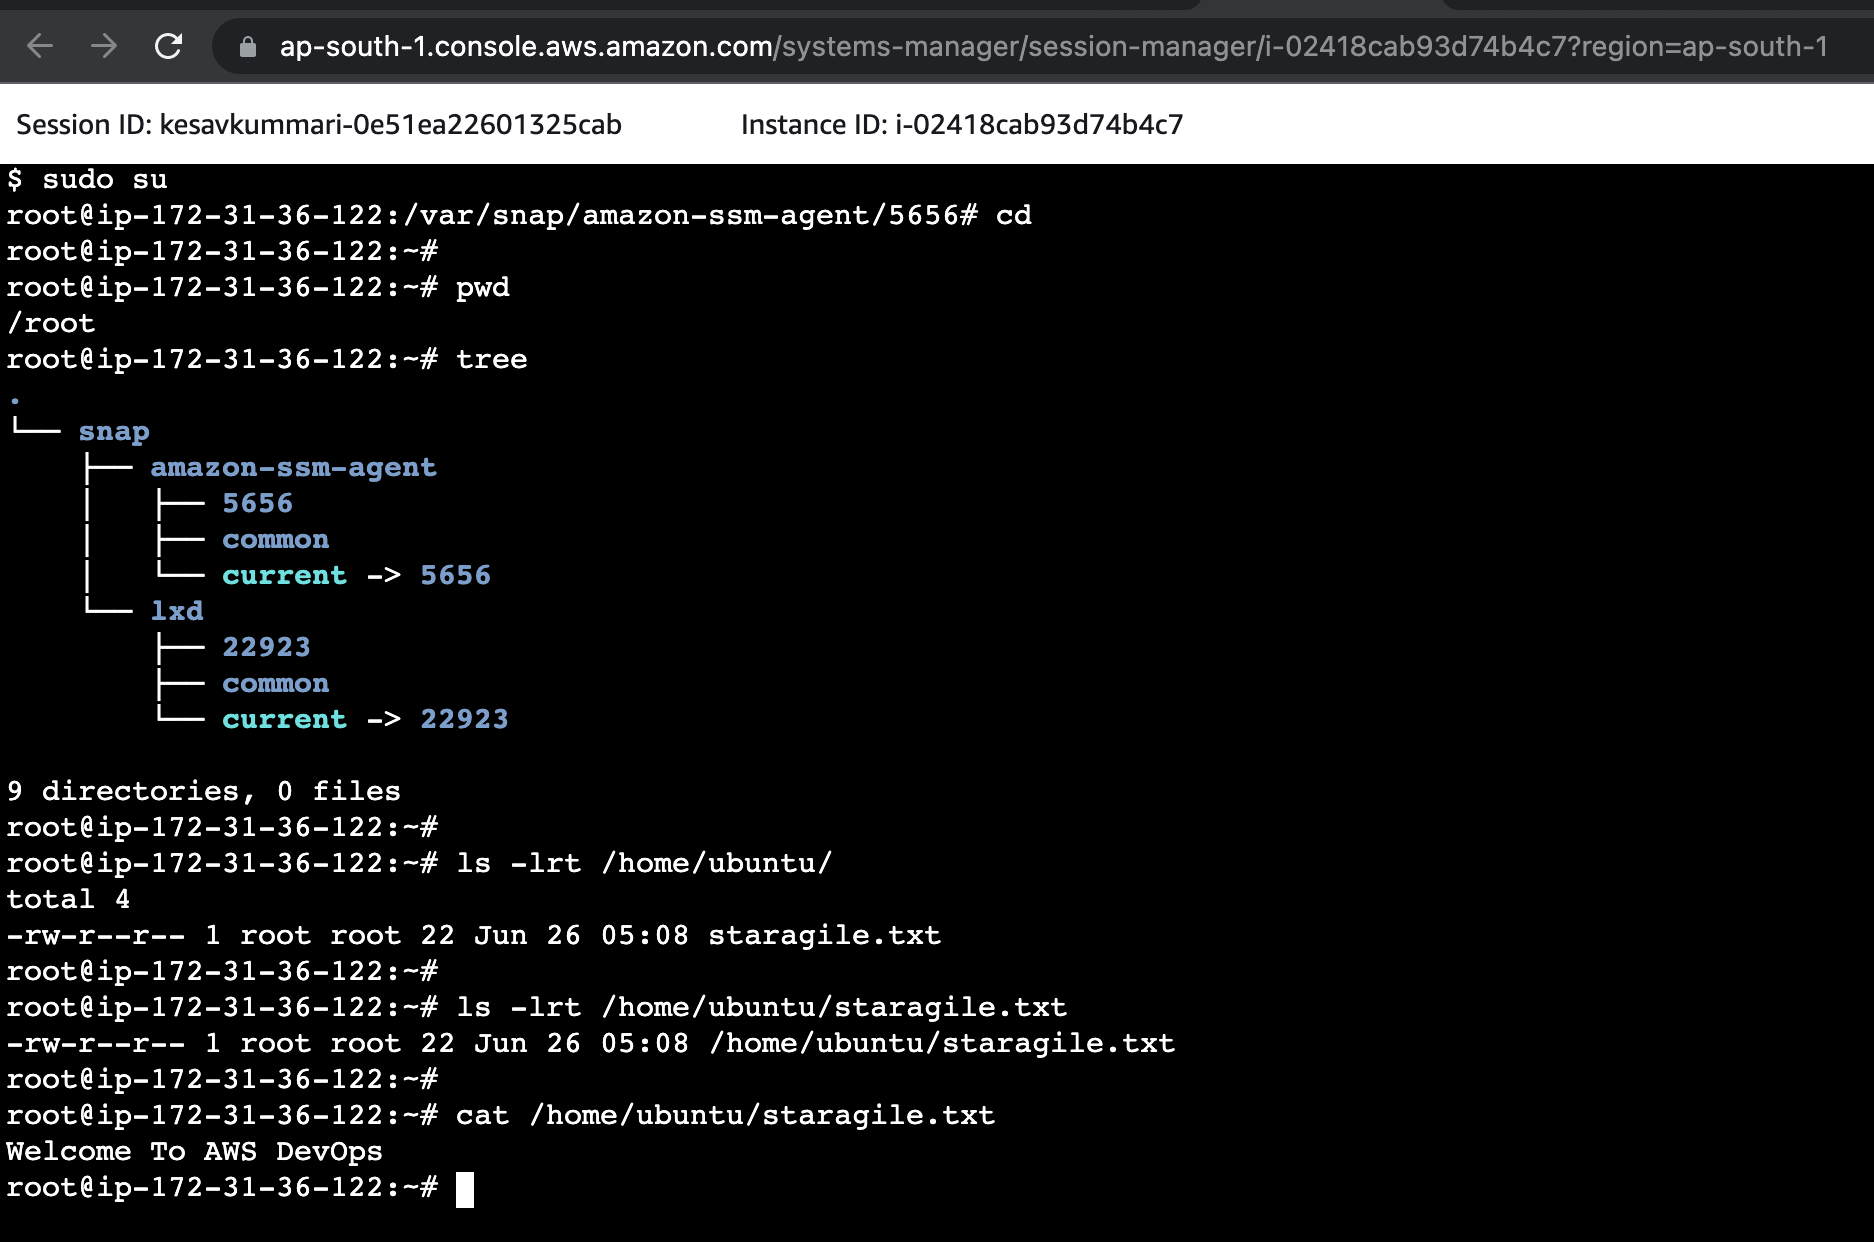 ap-south-1.console.aws.amazon.com/systems-manager/session-manager/i-02418cab93d74b4c7?region=ap-south-1
Session ID: kesavkummari-0e51ea22601325cab Instance ID: i-02418cab93d74b4c7
$ sudo su
root@ip-172-31-36-122:/var/snap/amazon-ssm-agent/5656# cd
root@ip-172-31-36-122:~#
root@ip-172-31-36-122:~# pwd
/root
root@ip-172-31-36-122:~# tree
.
└── snap
    ├── amazon-ssm-agent
    │   ├── 5656
    │   ├── common
    │   └── current -> 5656
    └── lxd
        ├── 22923
        ├── common
        └── current -> 22923
9 directories, 0 files
root@ip-172-31-36-122:~#
root@ip-172-31-36-122:~# ls -lrt /home/ubuntu/
total 4
-rw-r--r-- 1 root root 22 Jun 26 05:08 staragile.txt
root@ip-172-31-36-122:~#
root@ip-172-31-36-122:~# ls -lrt /home/ubuntu/staragile.txt
-rw-r--r-- 1 root root 22 Jun 26 05:08 /home/ubuntu/staragile.txt
root@ip-172-31-36-122:~#
root@ip-172-31-36-122:~# cat /home/ubuntu/staragile.txt
Welcome To AWS DevOps
root@ip-172-31-36-122:~#